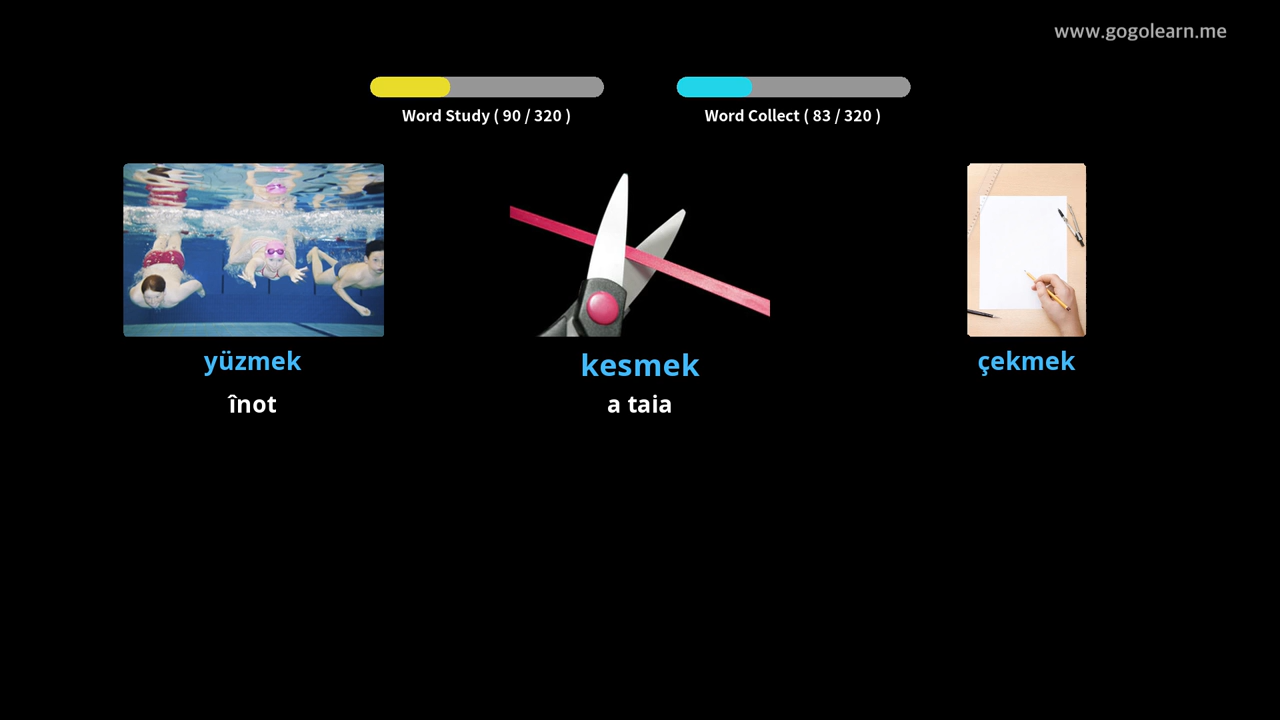 www.gogolearn.me
Word Study ( 90 / 320 )
Word Collect ( 83 / 320 )
yüzmek
kesmek
çekmek
înot
a taia